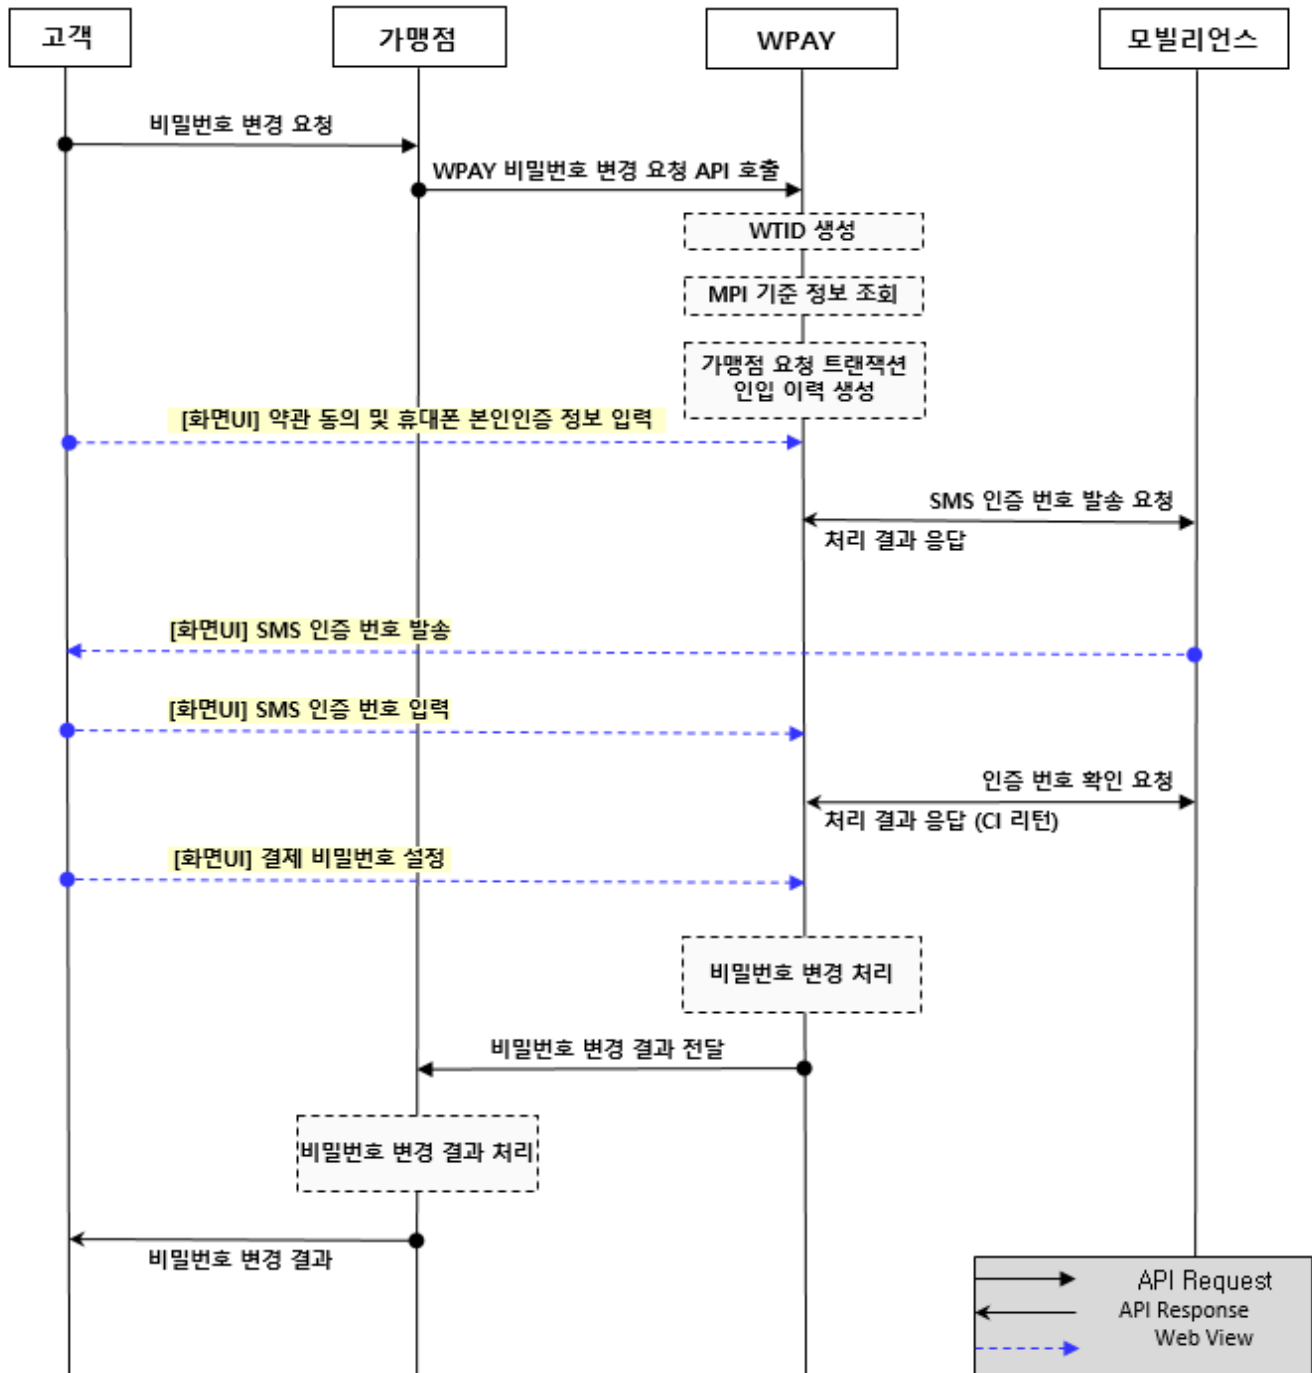 고객
가맹점
WPAY
모빌리언스
비밀번호 변경 요청
WPAY 비밀번호 변경 요청 API 호출
WTID 생성
MPI 기준 정보 조회
가맹점 요청 트랜잭션
인입 이력 생성
[화면UI] 약관 동의 및 휴대폰 본인인증 정보 입력
SMS 인증 번호 발송 요청
처리 결과 응답
[화면UI] SMS 인증 번호 발송
[화면UI] SMS 인증 번호 입력
인증 번호 확인 요청
처리 결과 응답 (CI 리턴)
[화면UI] 결제 비밀번호 설정
비밀번호 변경 처리
비밀번호 변경 결과 전달
비밀번호 변경 결과 처리
비밀번호 변경 결과
API Request
API Response
Web View